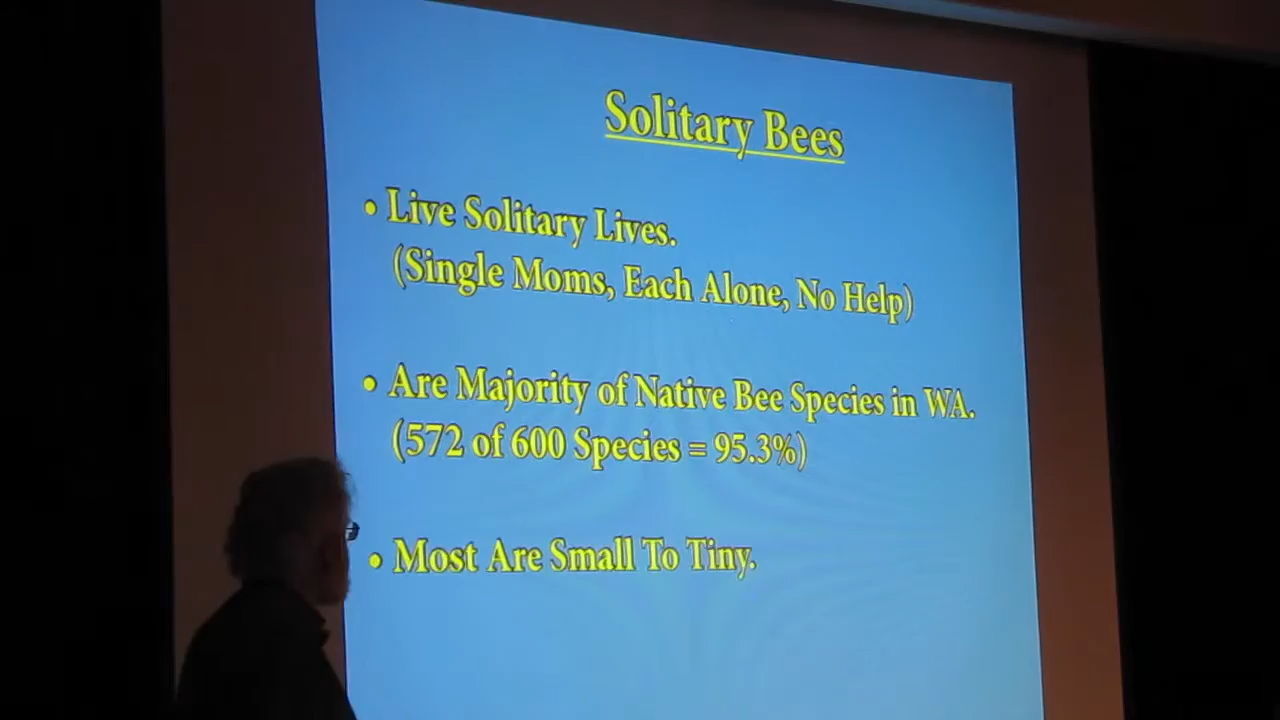 Solitary Bees
• Live Solitary Lives.
(Single Moms, Each Alone, No Help)
• Are Majority of Native Bee Species in WA.
(572 of 600 Species = 95.3%)
• Most Are Small To Tiny.